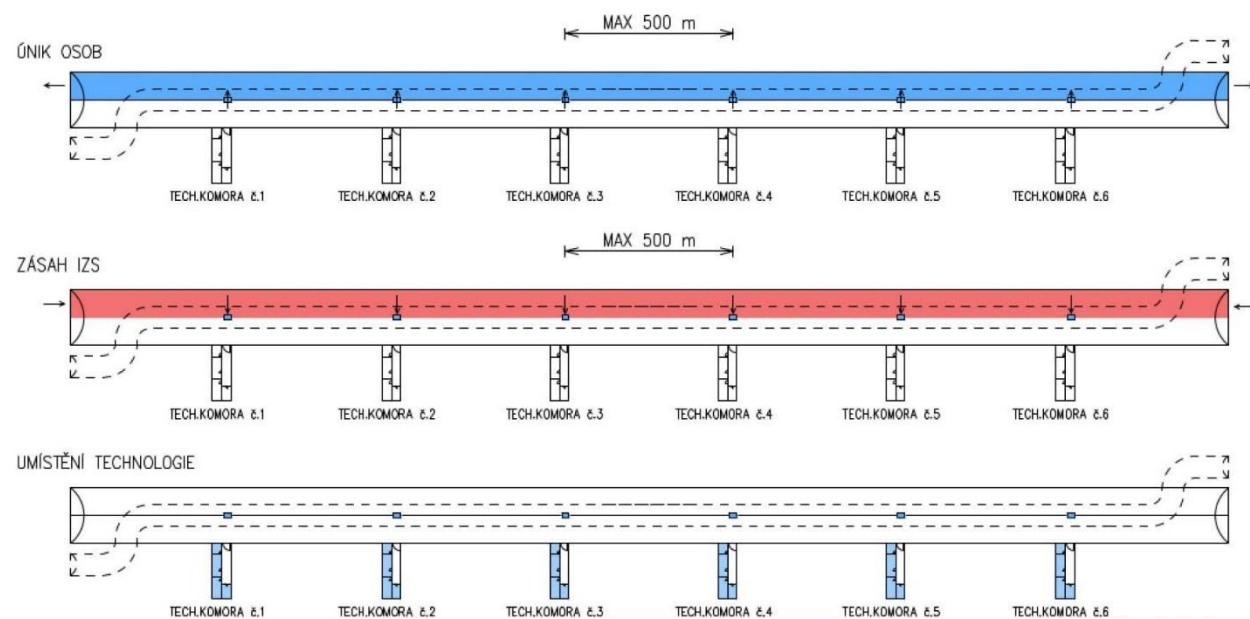 MAX 500 m
ÚNIK OSOB
TECH.KOMORA č.1 TECH.KOMORA č.2 TECH.KOMORA č.3 TECH.KOMORA č.4 TECH.KOMORA č.5 TECH.KOMORA č.6
MAX 500 m
ZÁSAH IZS
TECH.KOMORA č.1 TECH.KOMORA č.2 TECH.KOMORA č.3 TECH.KOMORA č.4 TECH.KOMORA č.5 TECH.KOMORA č.6
UMÍSTĚNÍ TECHNOLOGIE
TECH.KOMORA č.1 TECH.KOMORA č.2 TECH.KOMORA č.3 TECH.KOMORA č.4 TECH.KOMORA č.5 TECH.KOMORA č.6